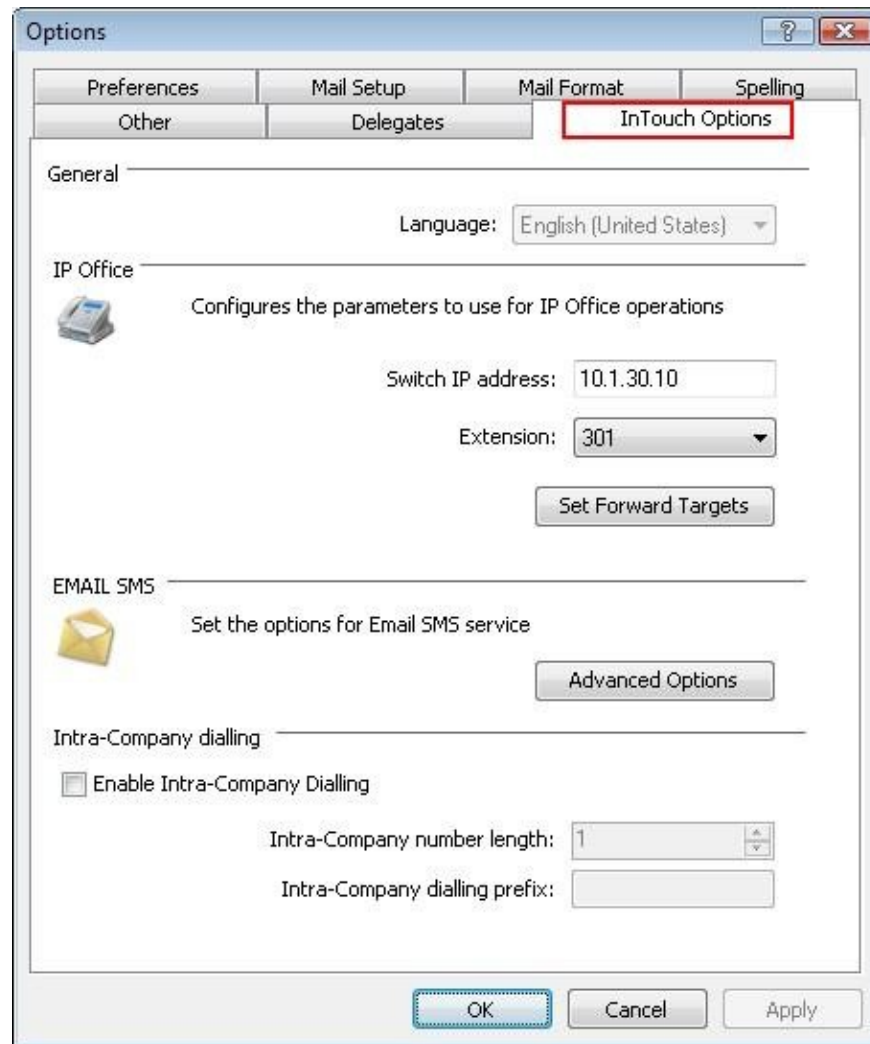 Options
Preferences Mail Setup Mail Format Spelling
Other Delegates InTouch Options
General
Language: English (United States)
IP Office
Configures the parameters to use for IP Office operations
Switch IP address: 10.1.30.10
Extension: 301
Set Forward Targets
EMAIL SMS
Set the options for Email SMS service
Advanced Options
Intra-Company dialling
Enable Intra-Company Dialling
Intra-Company number length: 1
Intra-Company dialling prefix:
OK Cancel Apply